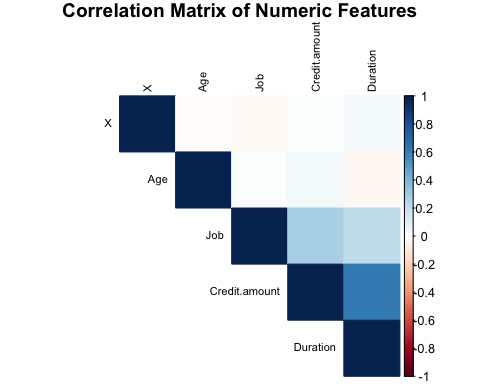 Correlation Matrix of Numeric Features
X
Age
Job
Credit.amount
Duration
X
Age
Job
Credit.amount
Duration
1
0.8
0.6
0.4
0.2
0
-0.2
-0.4
-0.6
-0.8
-1